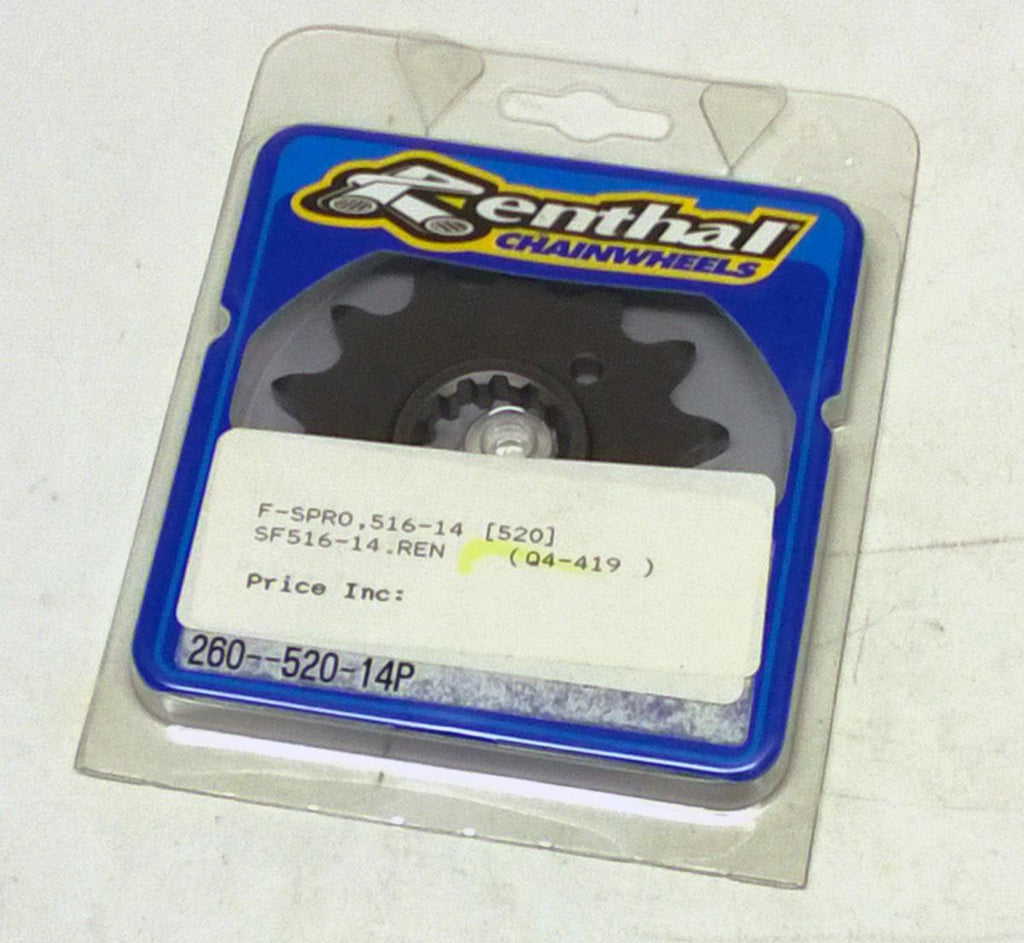 Renthal
CHAINWHEELS
F-SPRO,516-14 [520]
SF516-14.REN (Q4-419 )
Price Inc:
260--520-14P